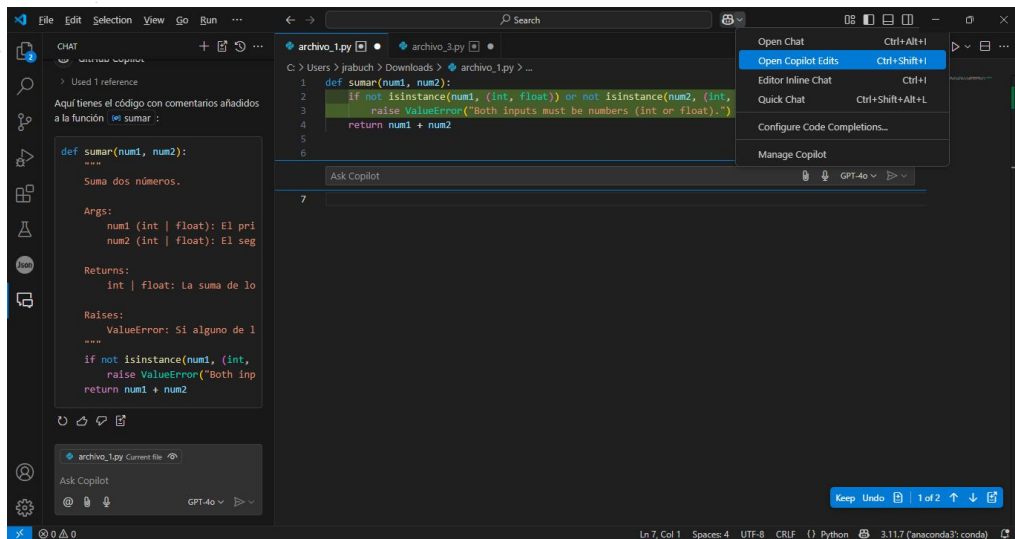 File Edit Selection View Go Run ···
Search
CHAT
GitHub Copilot
Used 1 reference
Aquí tienes el código con comentarios añadidos
a la función sumar :
def sumar(num1, num2):
"""
Suma dos números.
Args:
num1 (int | float): El pri
num2 (int | float): El seg
Returns:
int | float: La suma de lo
Raises:
ValueError: Si alguno de l
"""
if not isinstance(num1, (int,
raise ValueError("Both inp
return num1 + num2
archivo_1.py Current file
Ask Copilot
@ GPT-4o
archivo_1.py archivo_3.py
C: > Users > jrabuch > Downloads > archivo_1.py > ...
1 def sumar(num1, num2):
2 if not isinstance(num1, (int, float)) or not isinstance(num2, (int,
3 raise ValueError("Both inputs must be numbers (int or float).")
4 return num1 + num2
5
6
Ask Copilot GPT-4o
7
Open Chat Ctrl+Alt+I
Open Copilot Edits Ctrl+Shift+I
Editor Inline Chat Ctrl+I
Quick Chat Ctrl+Shift+Alt+L
Configure Code Completions...
Manage Copilot
Keep Undo 1 of 2
2
Json
0 0 Ln 7, Col 1 Spaces: 4 UTF-8 CRLF {} Python 3.11.7 ('anaconda3': conda)